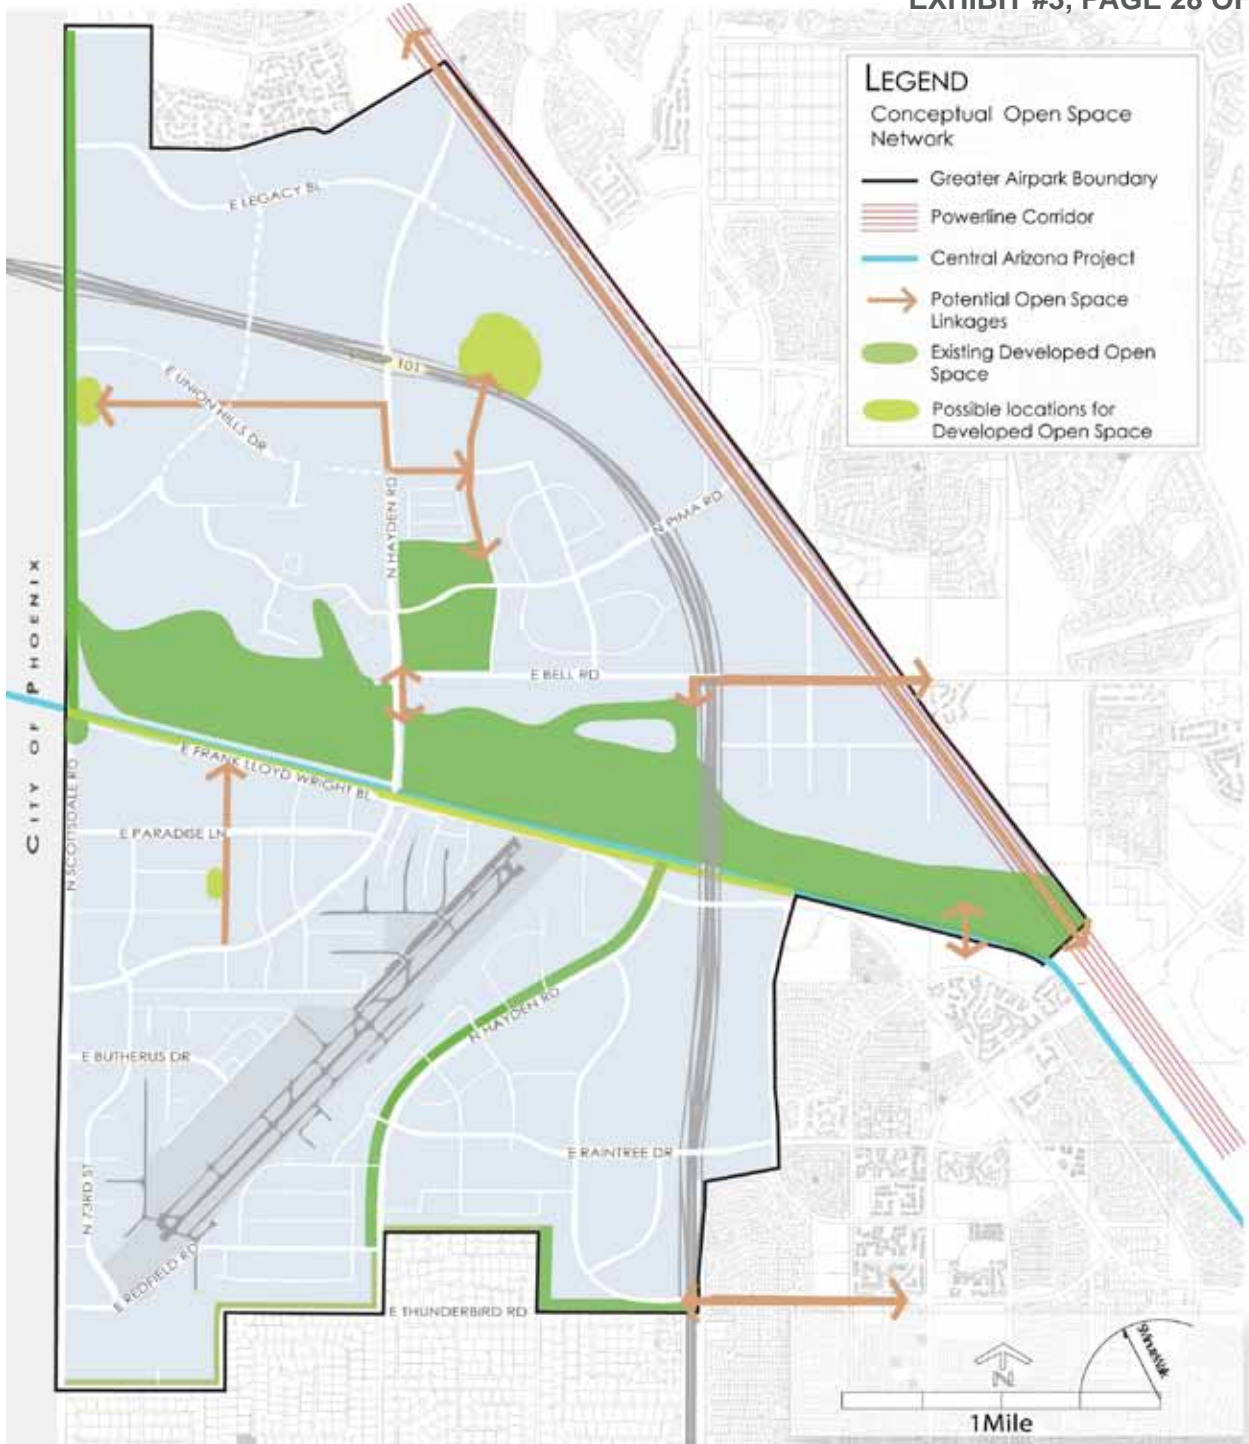 EXHIBIT #3, PAGE 28 OF
LEGEND
Conceptual Open Space
Network
Greater Airpark Boundary
Powerline Corridor
Central Arizona Project
Potential Open Space
Linkages
Existing Developed Open
Space
Possible locations for
Developed Open Space
E LEGACY BL
101
E UNION HILLS DR
N HAYDEN RD
N PIMA RD
CITY OF PHOENIX
E BELL RD
E FRANK LLOYD WRIGHT BL
N SCOTTSDALE RD
E PARADISE LN
N HAYDEN RD
E BUTHERUS DR
E RAINTREE DR
N 73RD ST
E REDFIELD RD
E THUNDERBIRD RD
N
1Mile